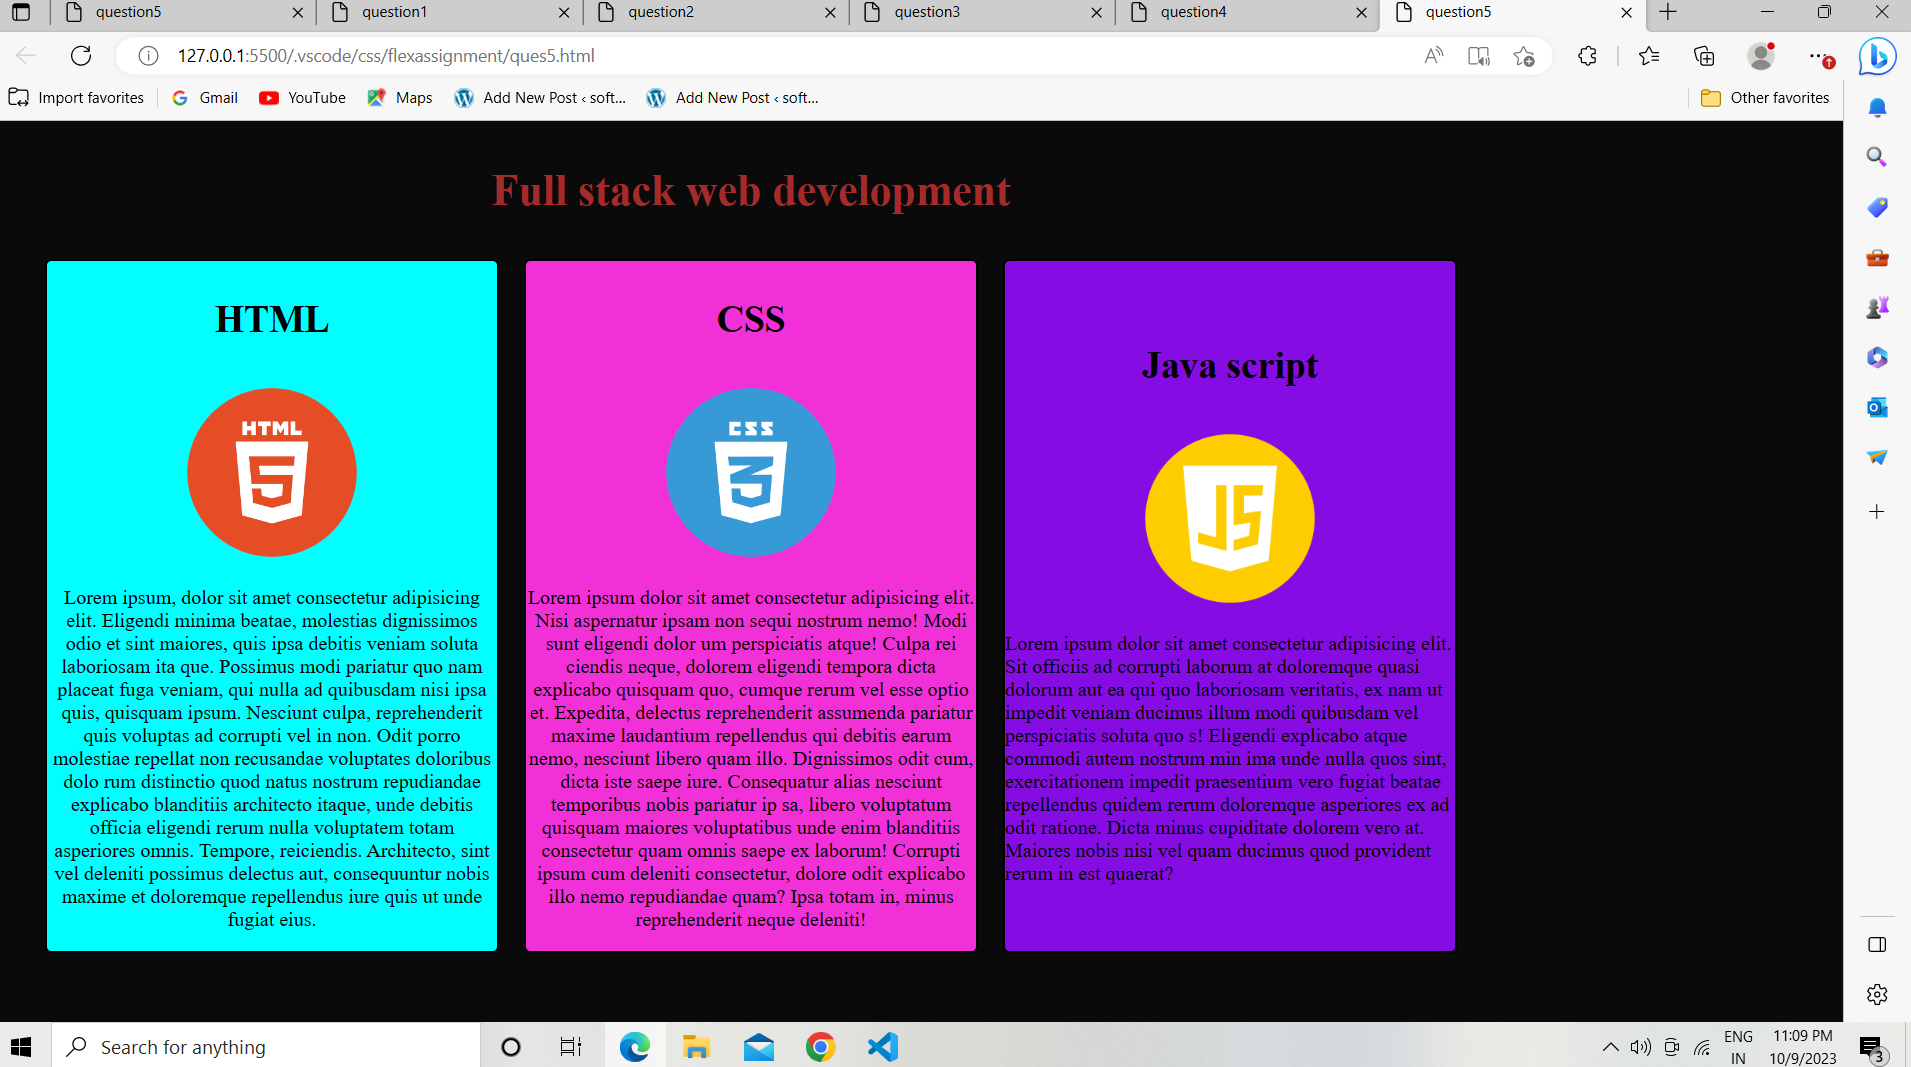 question5
question1
question2
question3
question4
question5
127.0.0.1:5500/.vscode/css/flexassignment/ques5.html
Import favorites
Gmail
YouTube
Maps
Add New Post ‹ soft...
Add New Post ‹ soft...
Other favorites
Full stack web development
HTML
HTML
5
Lorem ipsum, dolor sit amet consectetur adipisicing
elit. Eligendi minima beatae, molestias dignissimos
odio et sint maiores, quis ipsa debitis veniam soluta
laboriosam ita que. Possimus modi pariatur quo nam
placeat fuga veniam, qui nulla ad quibusdam nisi ipsa
quis, quisquam ipsum. Nesciunt culpa, reprehenderit
quis voluptas ad corrupti vel in non. Odit porro
molestiae repellat non recusandae voluptates doloribus
dolo rum distinctio quod natus nostrum repudiandae
explicabo blanditiis architecto itaque, unde debitis
officia eligendi rerum nulla voluptatem totam
asperiores omnis. Tempore, reiciendis. Architecto, sint
vel deleniti possimus delectus aut, consequuntur nobis
maxime et doloremque repellendus iure quis ut unde
fugiat eius.
CSS
CSS
3
Lorem ipsum dolor sit amet consectetur adipisicing elit.
Nisi aspernatur ipsam non sequi nostrum nemo! Modi
sunt eligendi dolor um perspiciatis atque! Culpa rei
ciendis neque, dolorem eligendi tempora dicta
explicabo quisquam quo, cumque rerum vel esse optio
et. Expedita, delectus reprehenderit assumenda pariatur
maxime laudantium repellendus qui debitis earum
nemo, nesciunt libero quam illo. Dignissimos odit cum,
dicta iste saepe iure. Consequatur alias nesciunt
temporibus nobis pariatur ip sa, libero voluptatum
quisquam maiores voluptatibus unde enim blanditiis
consectetur quam omnis saepe ex laborum! Corrupti
ipsum cum deleniti consectetur, dolore odit explicabo
illo nemo repudiandae quam? Ipsa totam in, minus
reprehenderit neque deleniti!
Java script
JS
Lorem ipsum dolor sit amet consectetur adipisicing elit.
Sit officiis ad corrupti laborum at doloremque quasi
dolorum aut ea qui quo laboriosam veritatis, ex nam ut
impedit veniam ducimus illum modi quibusdam vel
perspiciatis soluta quo s! Eligendi explicabo atque
commodi autem nostrum min ima unde nulla quos sint,
exercitationem impedit praesentium vero fugiat beatae
repellendus quidem rerum doloremque asperiores ex ad
odit ratione. Dicta minus cupiditate dolorem vero at.
Maiores nobis nisi vel quam ducimus quod provident
rerum in est quaerat?
Search for anything
ENG
IN
11:09 PM
10/9/2023
3